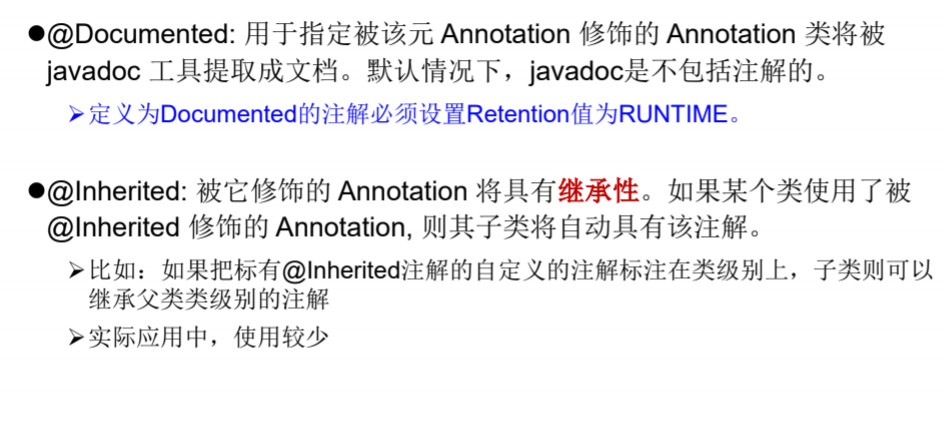 ●@Documented: 用于指定被该元 Annotation 修饰的 Annotation 类将被
javadoc 工具提取成文档。默认情况下，javadoc是不包括注解的。
➢定义为Documented的注解必须设置Retention值为RUNTIME。
●@Inherited: 被它修饰的 Annotation 将具有继承性。如果某个类使用了被
@Inherited 修饰的 Annotation, 则其子类将自动具有该注解。
➢比如：如果把标有@Inherited注解的自定义的注解标注在类级别上，子类则可以
继承父类类级别的注解
➢实际应用中，使用较少